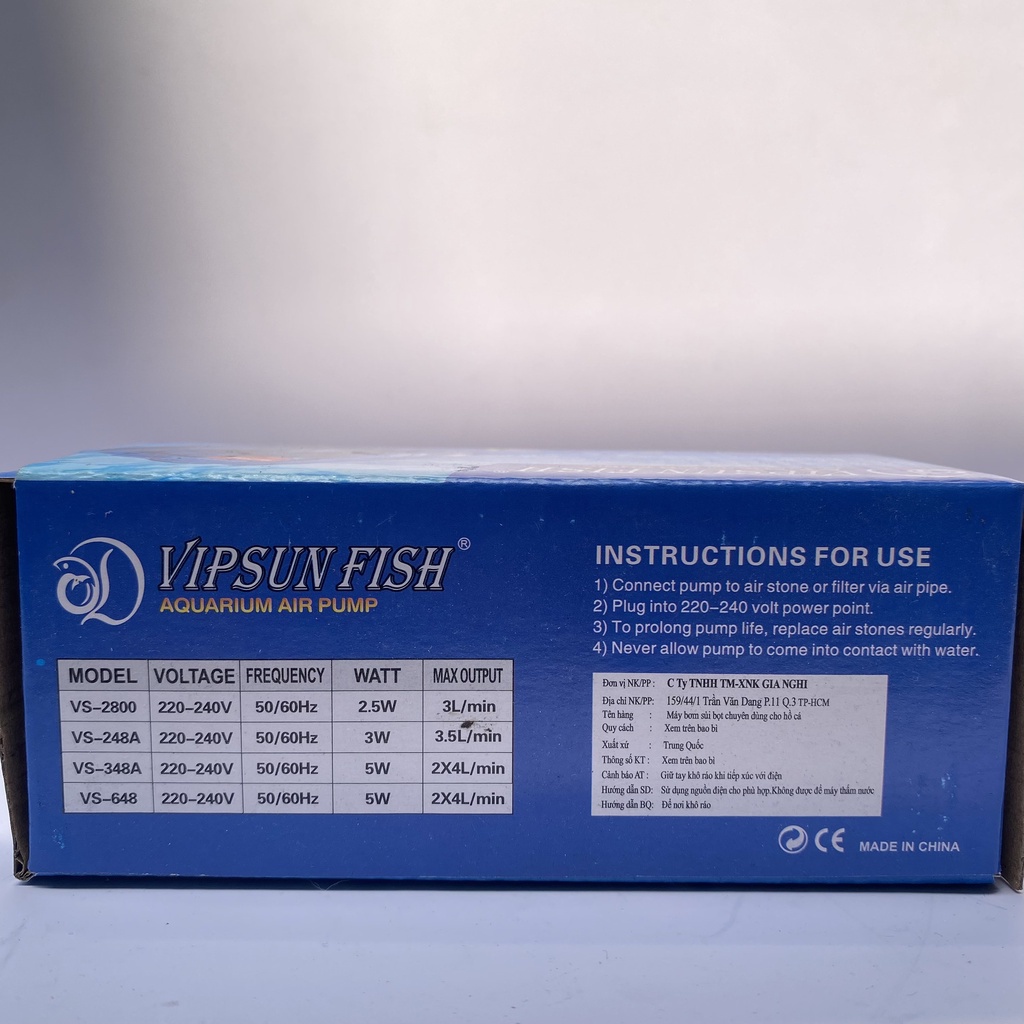 VIPSUN FISH ®
AQUARIUM AIR PUMP
MODEL VOLTAGE FREQUENCY WATT MAX OUTPUT
VS-2800 220-240V 50/60Hz 2.5W 3L/min
VS-248A 220-240V 50/60Hz 3W 3.5L/min
VS-348A 220-240V 50/60Hz 5W 2X4L/min
VS-648 220-240V 50/60Hz 5W 2X4L/min
INSTRUCTIONS FOR USE
1) Connect pump to air stone or filter via air pipe.
2) Plug into 220-240 volt power point.
3) To prolong pump life, replace air stones regularly.
4) Never allow pump to come into contact with water.
Đơn vị NK/PP: C Ty TNHH TM-XNK GIA NGHI
Địa chỉ NK/PP: 159/44/1 Trần Văn Dang P.11 Q.3 TP-HCM
Tên hàng : Máy bơm sủi bọt chuyên dùng cho hồ cá
Quy cách : Xem trên bao bì
Xuất xứ : Trung Quốc
Thông số KT : Xem trên bao bì
Cảnh báo AT : Giữ tay khô ráo khi tiếp xúc với điện
Hướng dẫn SD: Sử dụng nguồn điện cho phù hợp.Không được để máy thấm nước
Hướng dẫn BQ: Để nơi khô ráo
CE MADE IN CHINA